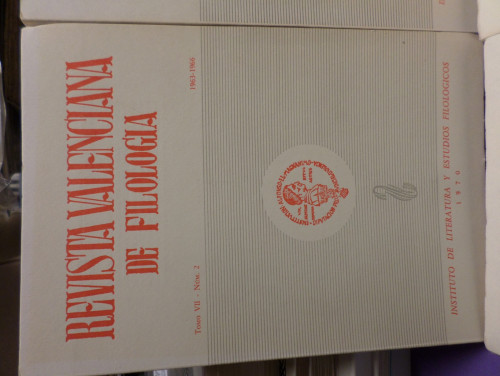 REVISTA VALENCIANA
DE FILOLOGIA
Tomo VII - Núm. 2
1963-1966
INSTITUTO DE LITERATURA Y ESTUDIOS FILOLOGICOS
1970